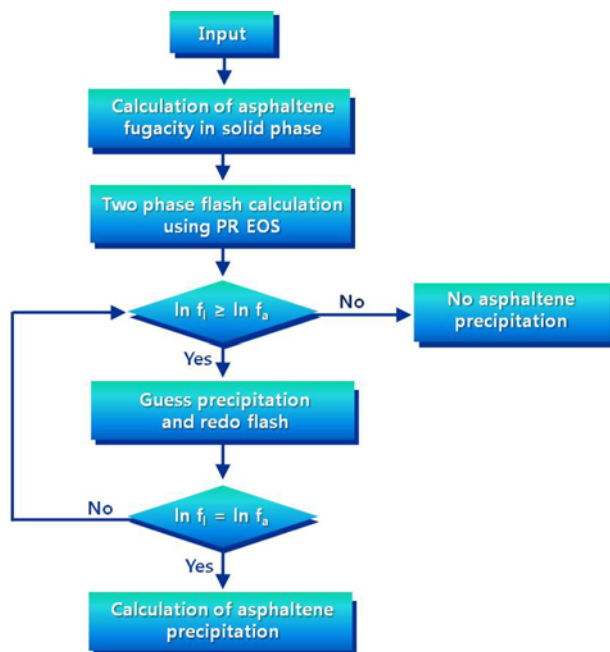 Input
Calculation of asphaltene
fugacity in solid phase
Two phase flash calculation
using PR EOS
ln fl ≥ ln fa
No
No asphaltene
precipitation
Yes
Guess precipitation
and redo flash
No
ln fl = ln fa
Yes
Calculation of asphaltene
precipitation